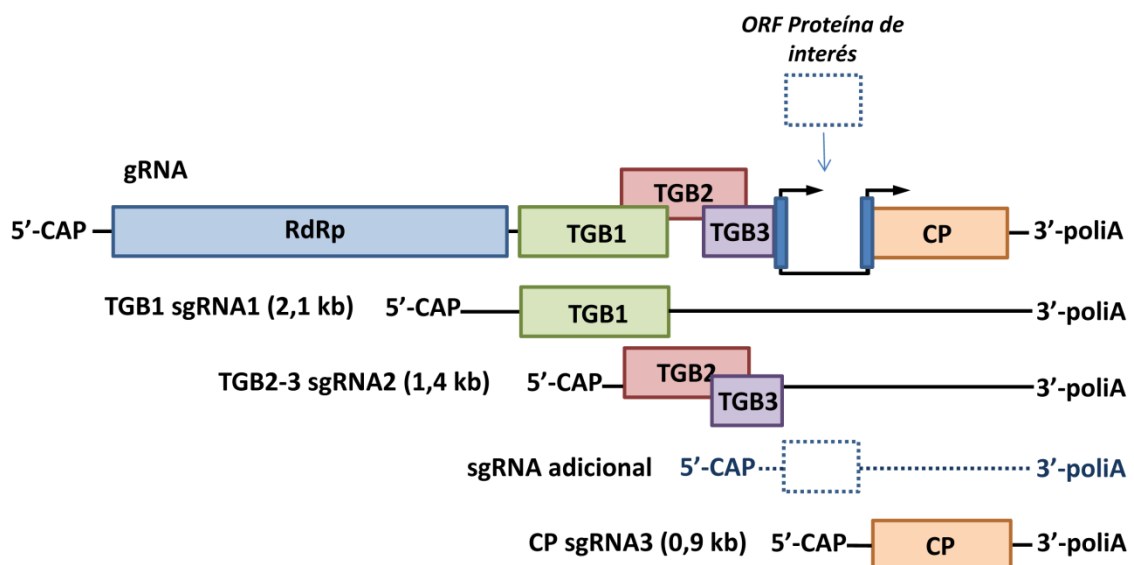 ORF Proteína de
interés
gRNA
5’-CAP RdRp TGB1 TGB2 TGB3 CP 3’-poliA
TGB1 sgRNA1 (2,1 kb) 5’-CAP TGB1 3’-poliA
TGB2-3 sgRNA2 (1,4 kb) 5’-CAP TGB2 TGB3 3’-poliA
sgRNA adicional 5’-CAP 3’-poliA
CP sgRNA3 (0,9 kb) 5’-CAP CP 3’-poliA